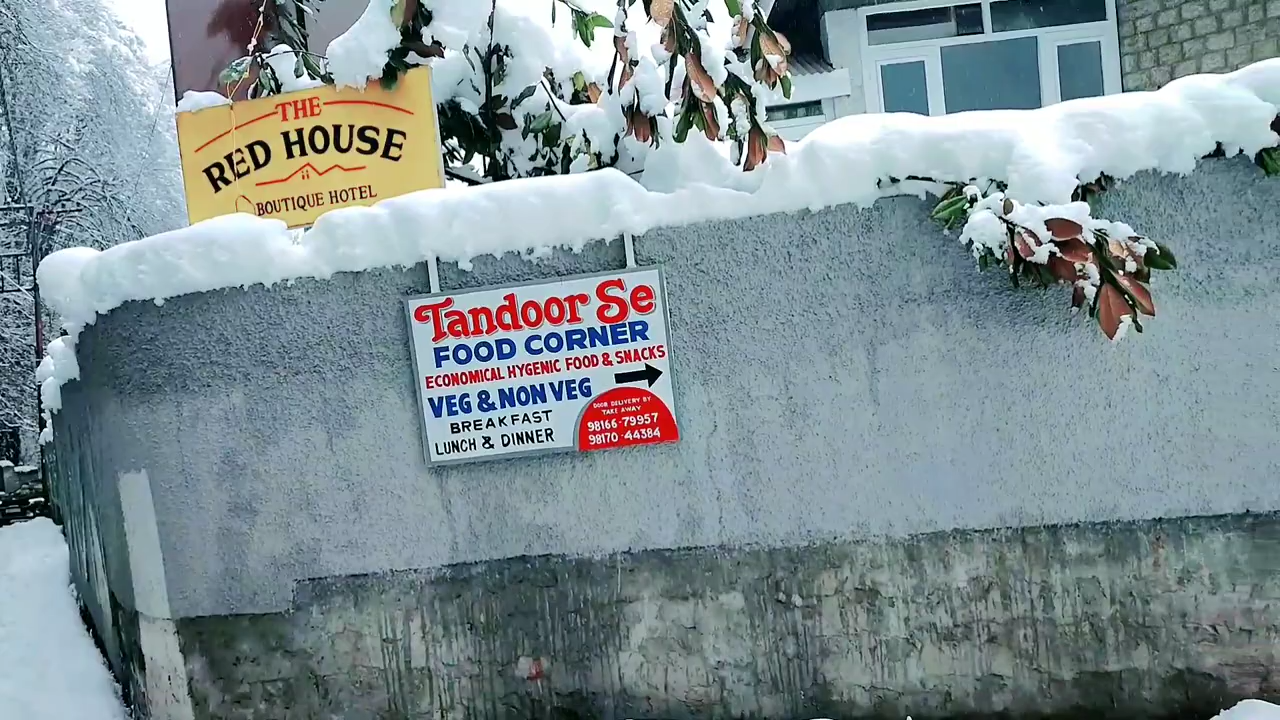 THE
RED HOUSE
BOUTIQUE HOTEL
Tandoor Se
FOOD CORNER
ECONOMICAL HYGENIC FOOD & SNACKS
VEG & NON VEG
BREAKFAST
LUNCH & DINNER
DOOR DELIVERY BY
TAKE AWAY
98166-79957
98170-44384